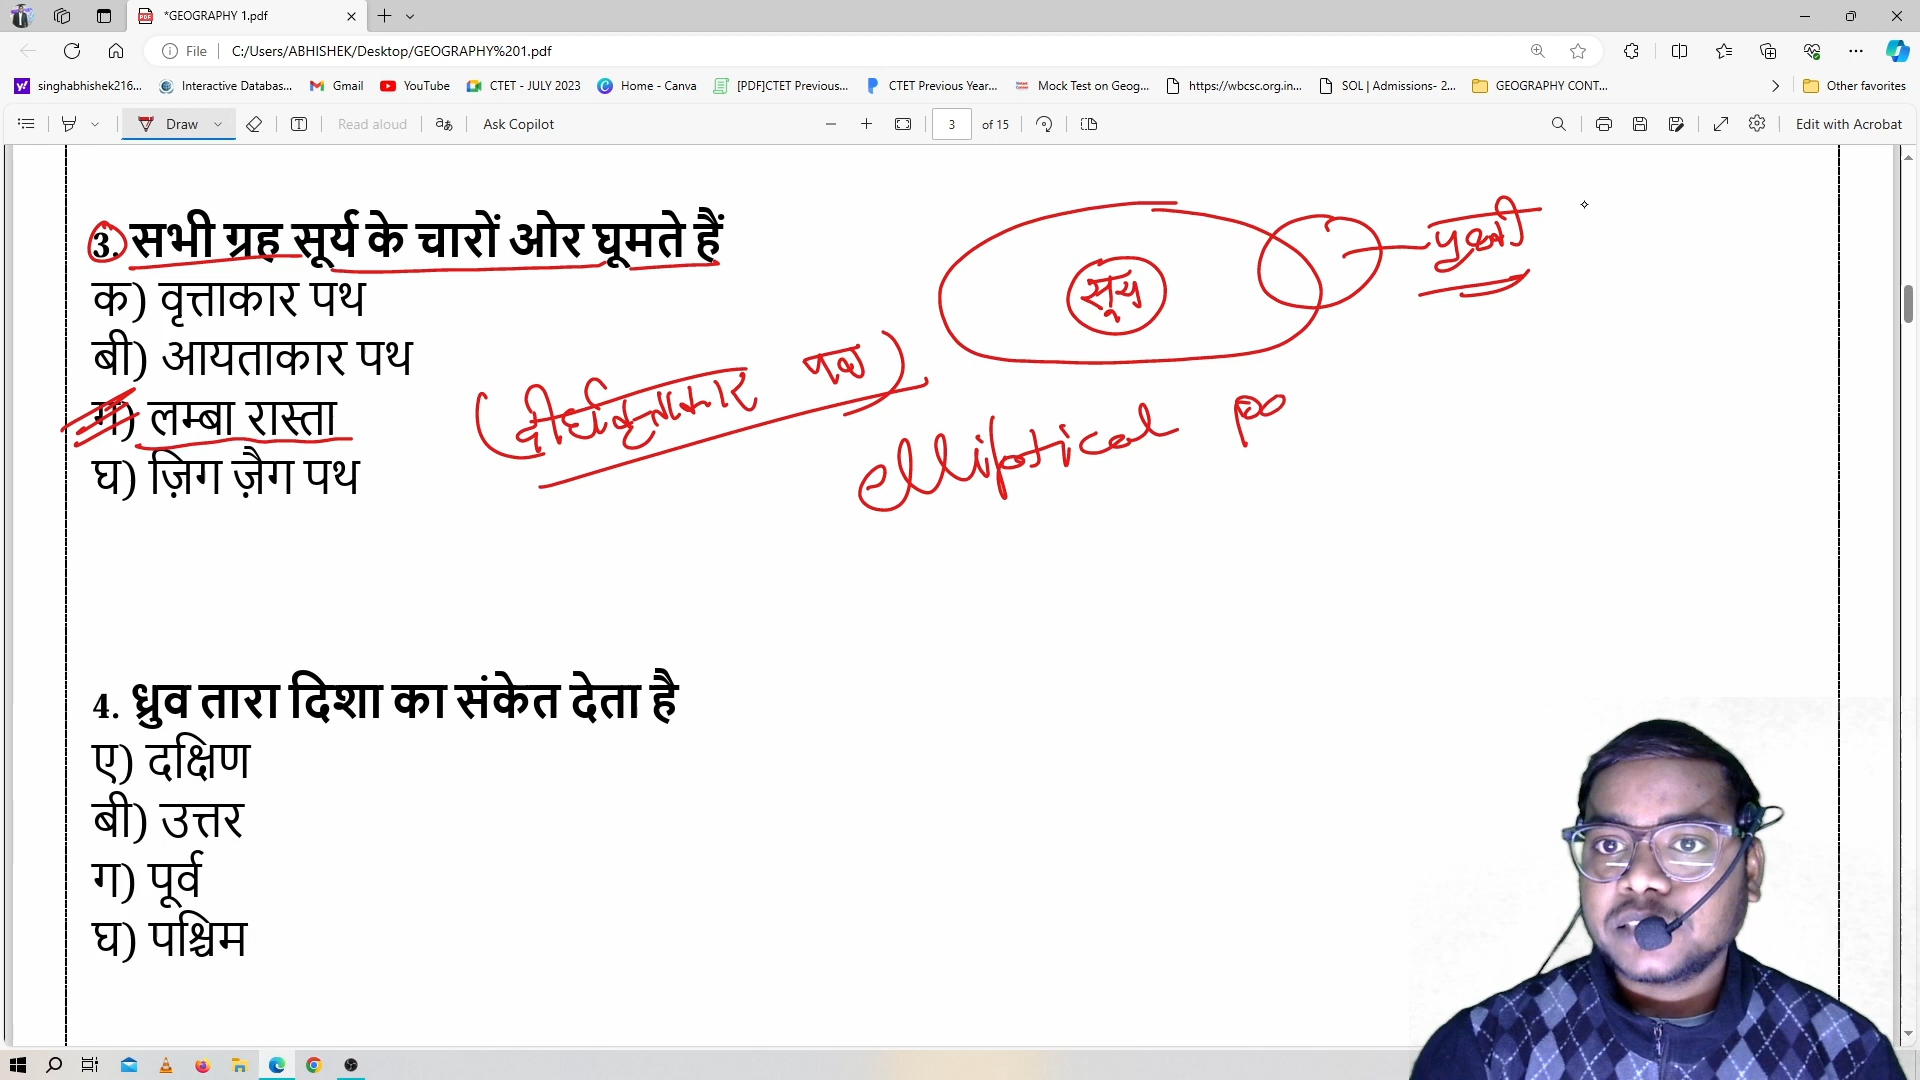 *GEOGRAPHY 1.pdf
File C:/Users/ABHISHEK/Desktop/GEOGRAPHY%201.pdf
singhabhishek216... Interactive Databas... Gmail YouTube CTET - JULY 2023 Home - Canva [PDF]CTET Previous... CTET Previous Year... Mock Test on Geog... https://wbcsc.org.in... SOL | Admissions- 2... GEOGRAPHY CONT... Other favorites
Draw Read aloud Ask Copilot 3 of 15 Edit with Acrobat
3. सभी ग्रह सूर्य के चारों ओर घूमते हैं
क) वृत्ताकार पथ
बी) आयताकार पथ
ग) लम्बा रास्ता
घ) ज़िग ज़ैग पथ
सूर्य
पृथ्वी
(दीर्घवृत्ताकार पथ)
elliptical pa
4. ध्रुव तारा दिशा का संकेत देता है
ए) दक्षिण
बी) उत्तर
ग) पूर्व
घ) पश्चिम